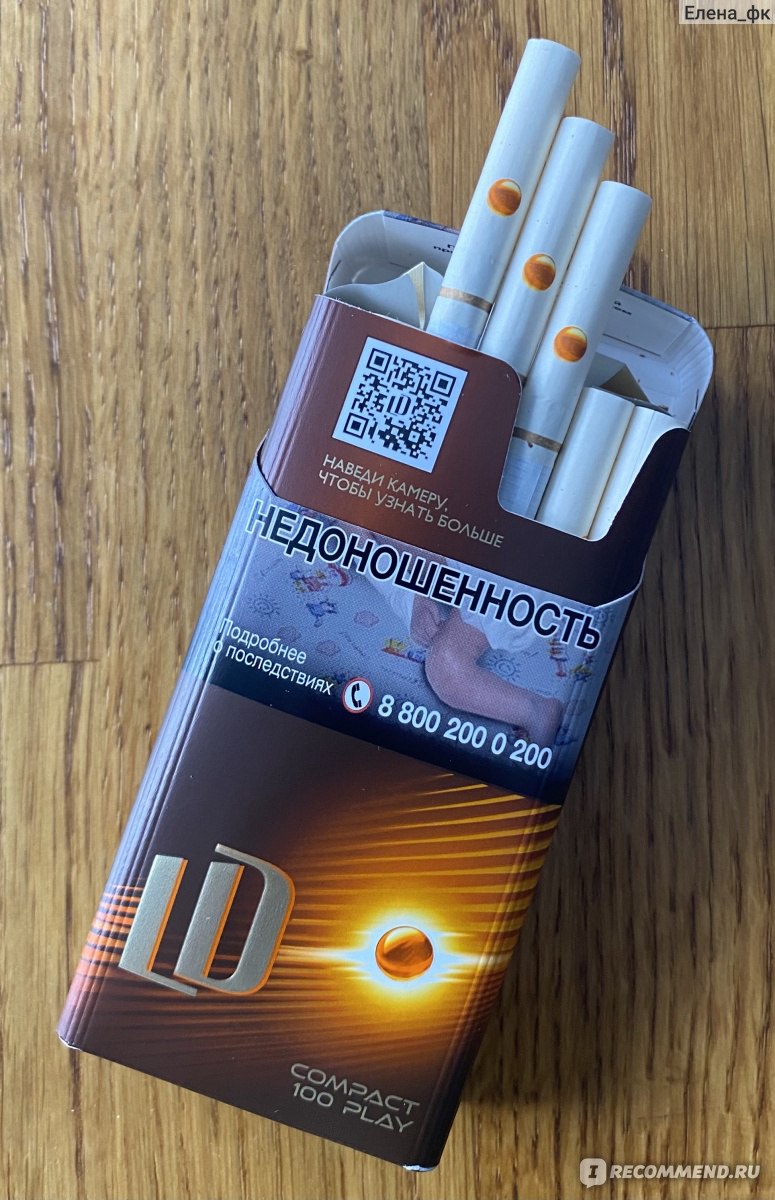 Елена_фк
НАВЕДИ КАМЕРУ,
ЧТОБЫ УЗНАТЬ БОЛЬШЕ
НЕДОНОШЕННОСТЬ
Подробнее
о последствиях
8 800 200 0 200
LD
COMPACT
100 PLAY
IRECOMMEND.RU